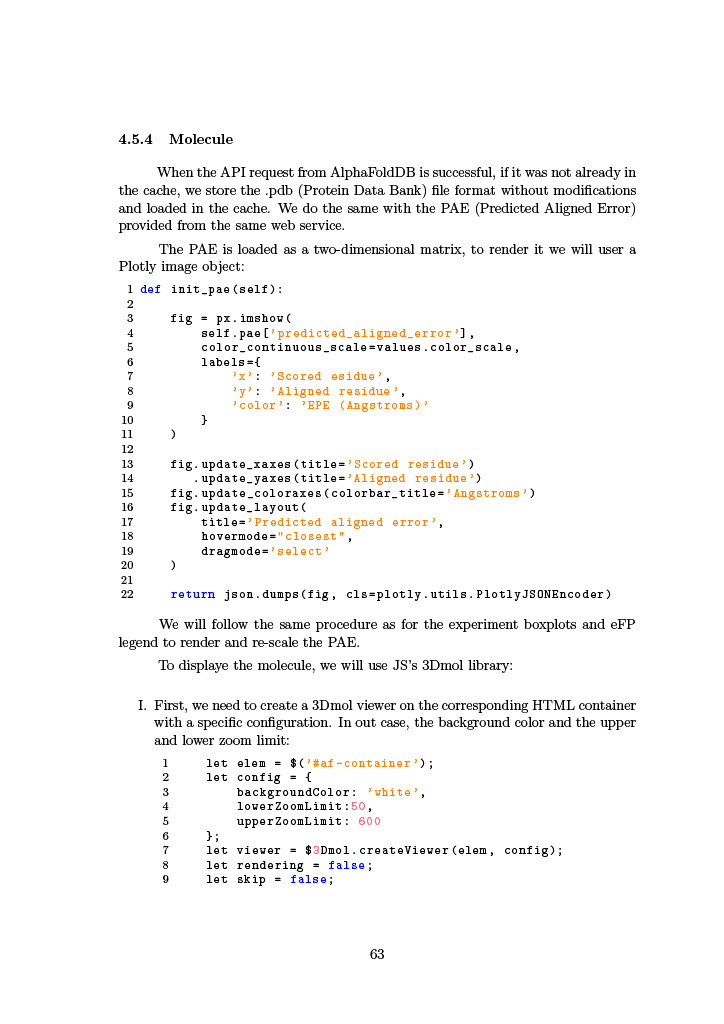 4.5.4 Molecule
When the API request from AlphaFoldDB is successful, if it was not already in
the cache, we store the .pdb (Protein Data Bank) file format without modifications
and loaded in the cache. We do the same with the PAE (Predicted Aligned Error)
provided from the same web service.
The PAE is loaded as a two-dimensional matrix, to render it we will user a
Plotly image object:
1 def init_pae(self):
2
3     fig = px.imshow(
4         self.pae['predicted_aligned_error'],
5         color_continuous_scale=values.color_scale,
6         labels={
7             'x': 'Scored esidue',
8             'y': 'Aligned residue',
9             'color': 'EPE (Angstroms)'
10         }
11     )
12
13     fig.update_xaxes(title='Scored residue')
14        .update_yaxes(title='Aligned residue')
15     fig.update_coloraxes(colorbar_title='Angstroms')
16     fig.update_layout(
17         title='Predicted aligned error',
18         hovermode="closest",
19         dragmode='select'
20     )
21
22     return json.dumps(fig, cls=plotly.utils.PlotlyJSONEncoder)
We will follow the same procedure as for the experiment boxplots and eFP
legend to render and re-scale the PAE.
To displaye the molecule, we will use JS's 3Dmol library:
I. First, we need to create a 3Dmol viewer on the corresponding HTML container
with a specific configuration. In out case, the background color and the upper
and lower zoom limit:
1     let elem = $('#af-container');
2     let config = {
3         backgroundColor: 'white',
4         lowerZoomLimit:50,
5         upperZoomLimit: 600
6     };
7     let viewer = $3Dmol.createViewer(elem, config);
8     let rendering = false;
9     let skip = false;
63